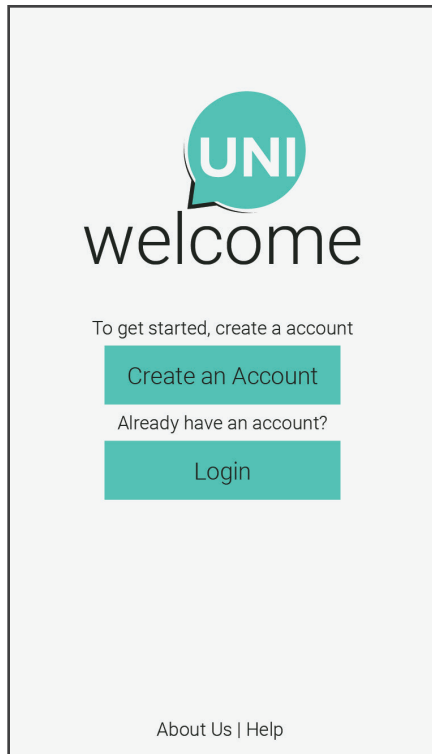 UNI
welcome
To get started, create a account
Create an Account
Already have an account?
Login
About Us | Help